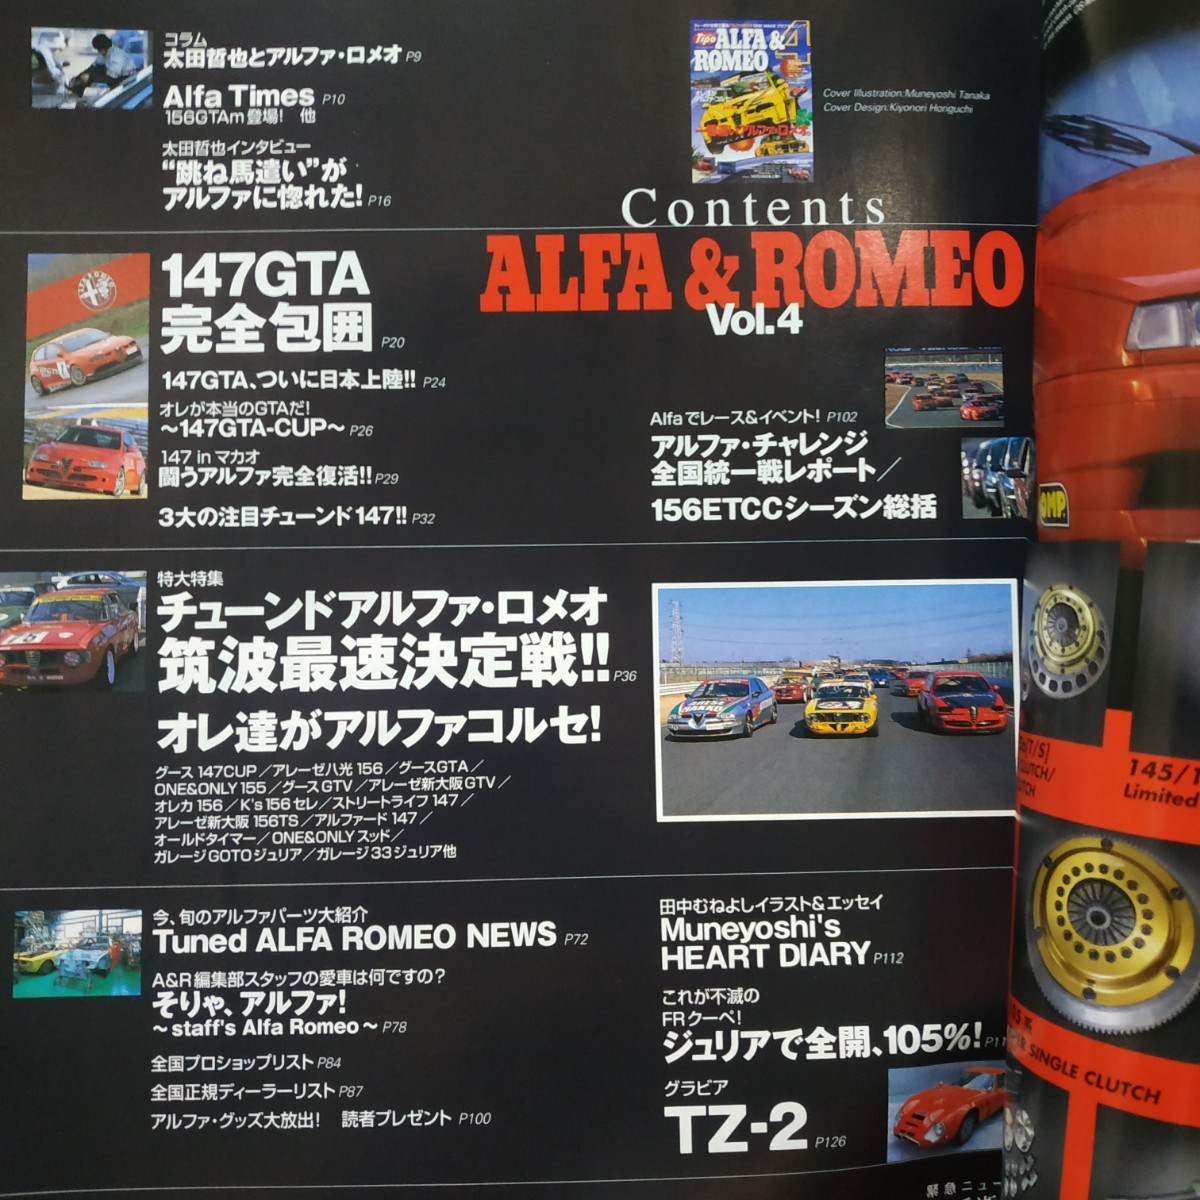 コラム
太田哲也とアルファ・ロメオ P9
Alfa Times P10
156GTAm登場! 他
太田哲也インタビュー
“跳ね馬遣い”が
アルファに惚れた! P16
Tipo ALFA &
ROMEO 4
Cover Illustration:Muneyoshi Tanaka
Cover Design:Kiyonori Horiguchi
Contents
ALFA & ROMEO
Vol.4
147GTA
完全包囲 P20
147GTA、ついに日本上陸!! P24
オレが本当のGTAだ!
〜147GTA-CUP〜 P26
147 in マカオ
闘うアルファ完全復活!! P29
3大の注目チューンド147!! P32
Alfaでレース&イベント! P102
アルファ・チャレンジ
全国統一戦レポート／
156ETCCシーズン総括
特大特集
チューンドアルファ・ロメオ
筑波最速決定戦!! P36
オレ達がアルファコルセ!
グース 147CUP／アレーゼ八光 156／グースGTA／
ONE&ONLY 155／グース GTV／アレーゼ新大阪 GTV／
オレカ 156／K's 156 セレ／ストリートライフ 147／
アレーゼ新大阪 156TS／アルファード 147／
オールドタイマー／ONE&ONLY スッド／
ガレージGOTOジュリア／ガレージ33ジュリア他
今、旬のアルファパーツ大紹介
Tuned ALFA ROMEO NEWS P72
A&R編集部スタッフの愛車は何ですの?
そりゃ、アルファ!
〜staff's Alfa Romeo〜 P78
全国プロショップリスト P84
全国正規ディーラーリスト P87
アルファ・グッズ大放出! 読者プレゼント P100
田中むねよしイラスト&エッセイ
Muneyoshi's
HEART DIARY P112
これが不滅の
FRクーペ!
ジュリアで全開、105%!
グラビア
TZ-2 P126
OMP
[T/S]
CLUTCH/
145/1
Limited
SINGLE CLUTCH